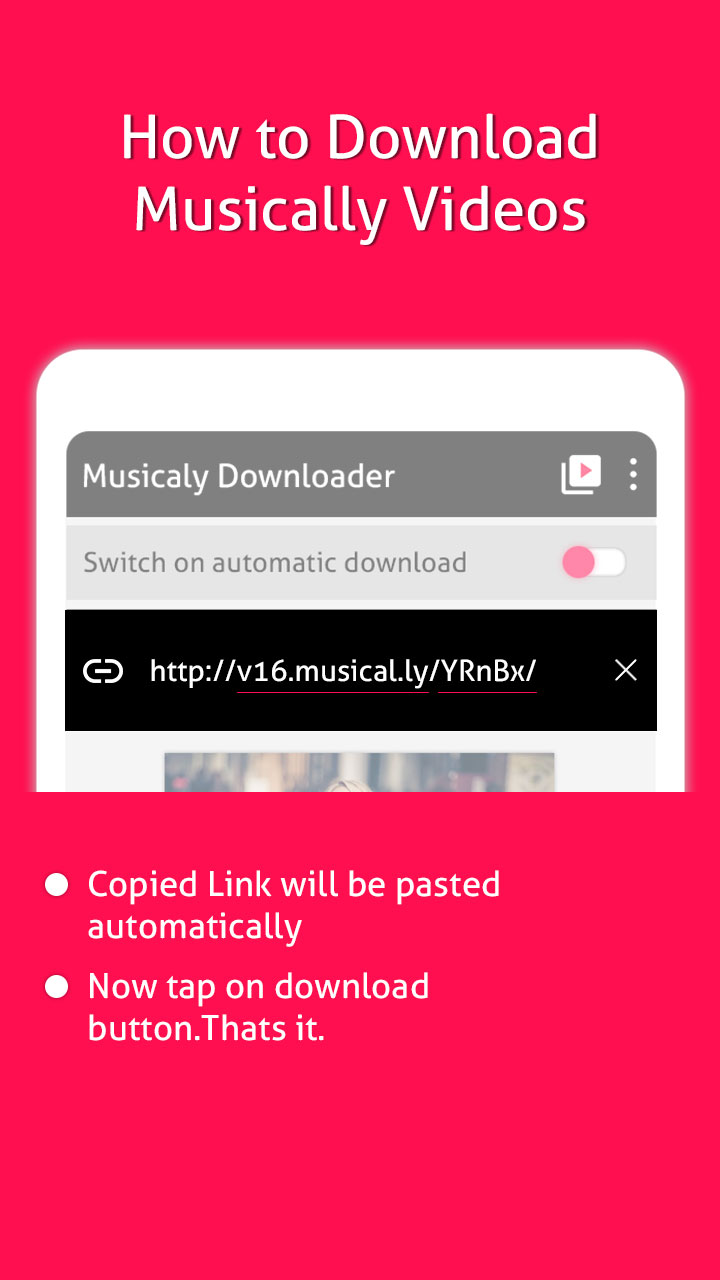 How to Download
Musically Videos
Musicaly Downloader
Switch on automatic download
http://v16.musical.ly/YRnBx/
Copied Link will be pasted
automatically
Now tap on download
button.Thats it.